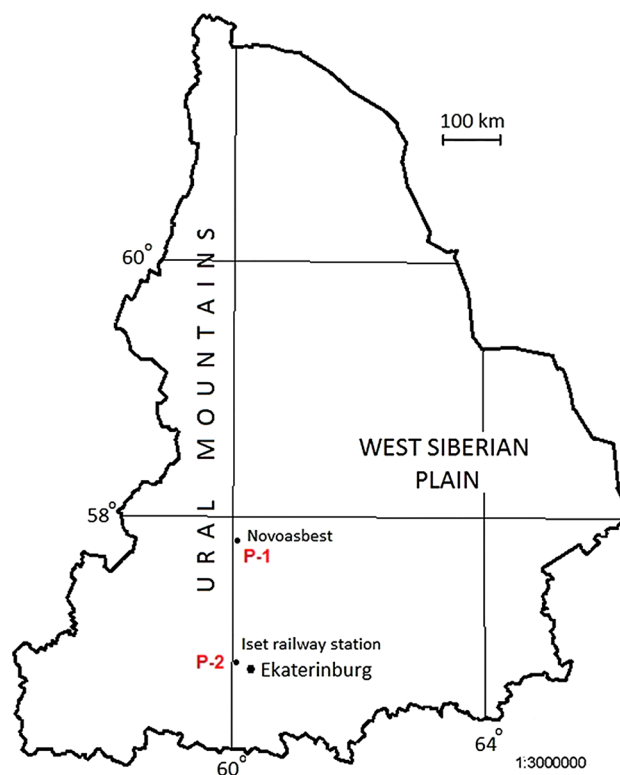 100 km
60°
URAL MOUNTAINS
WEST SIBERIAN
PLAIN
58°
Novoasbest
P-1
Iset railway station
P-2
Ekaterinburg
60°
64°
1:3000000